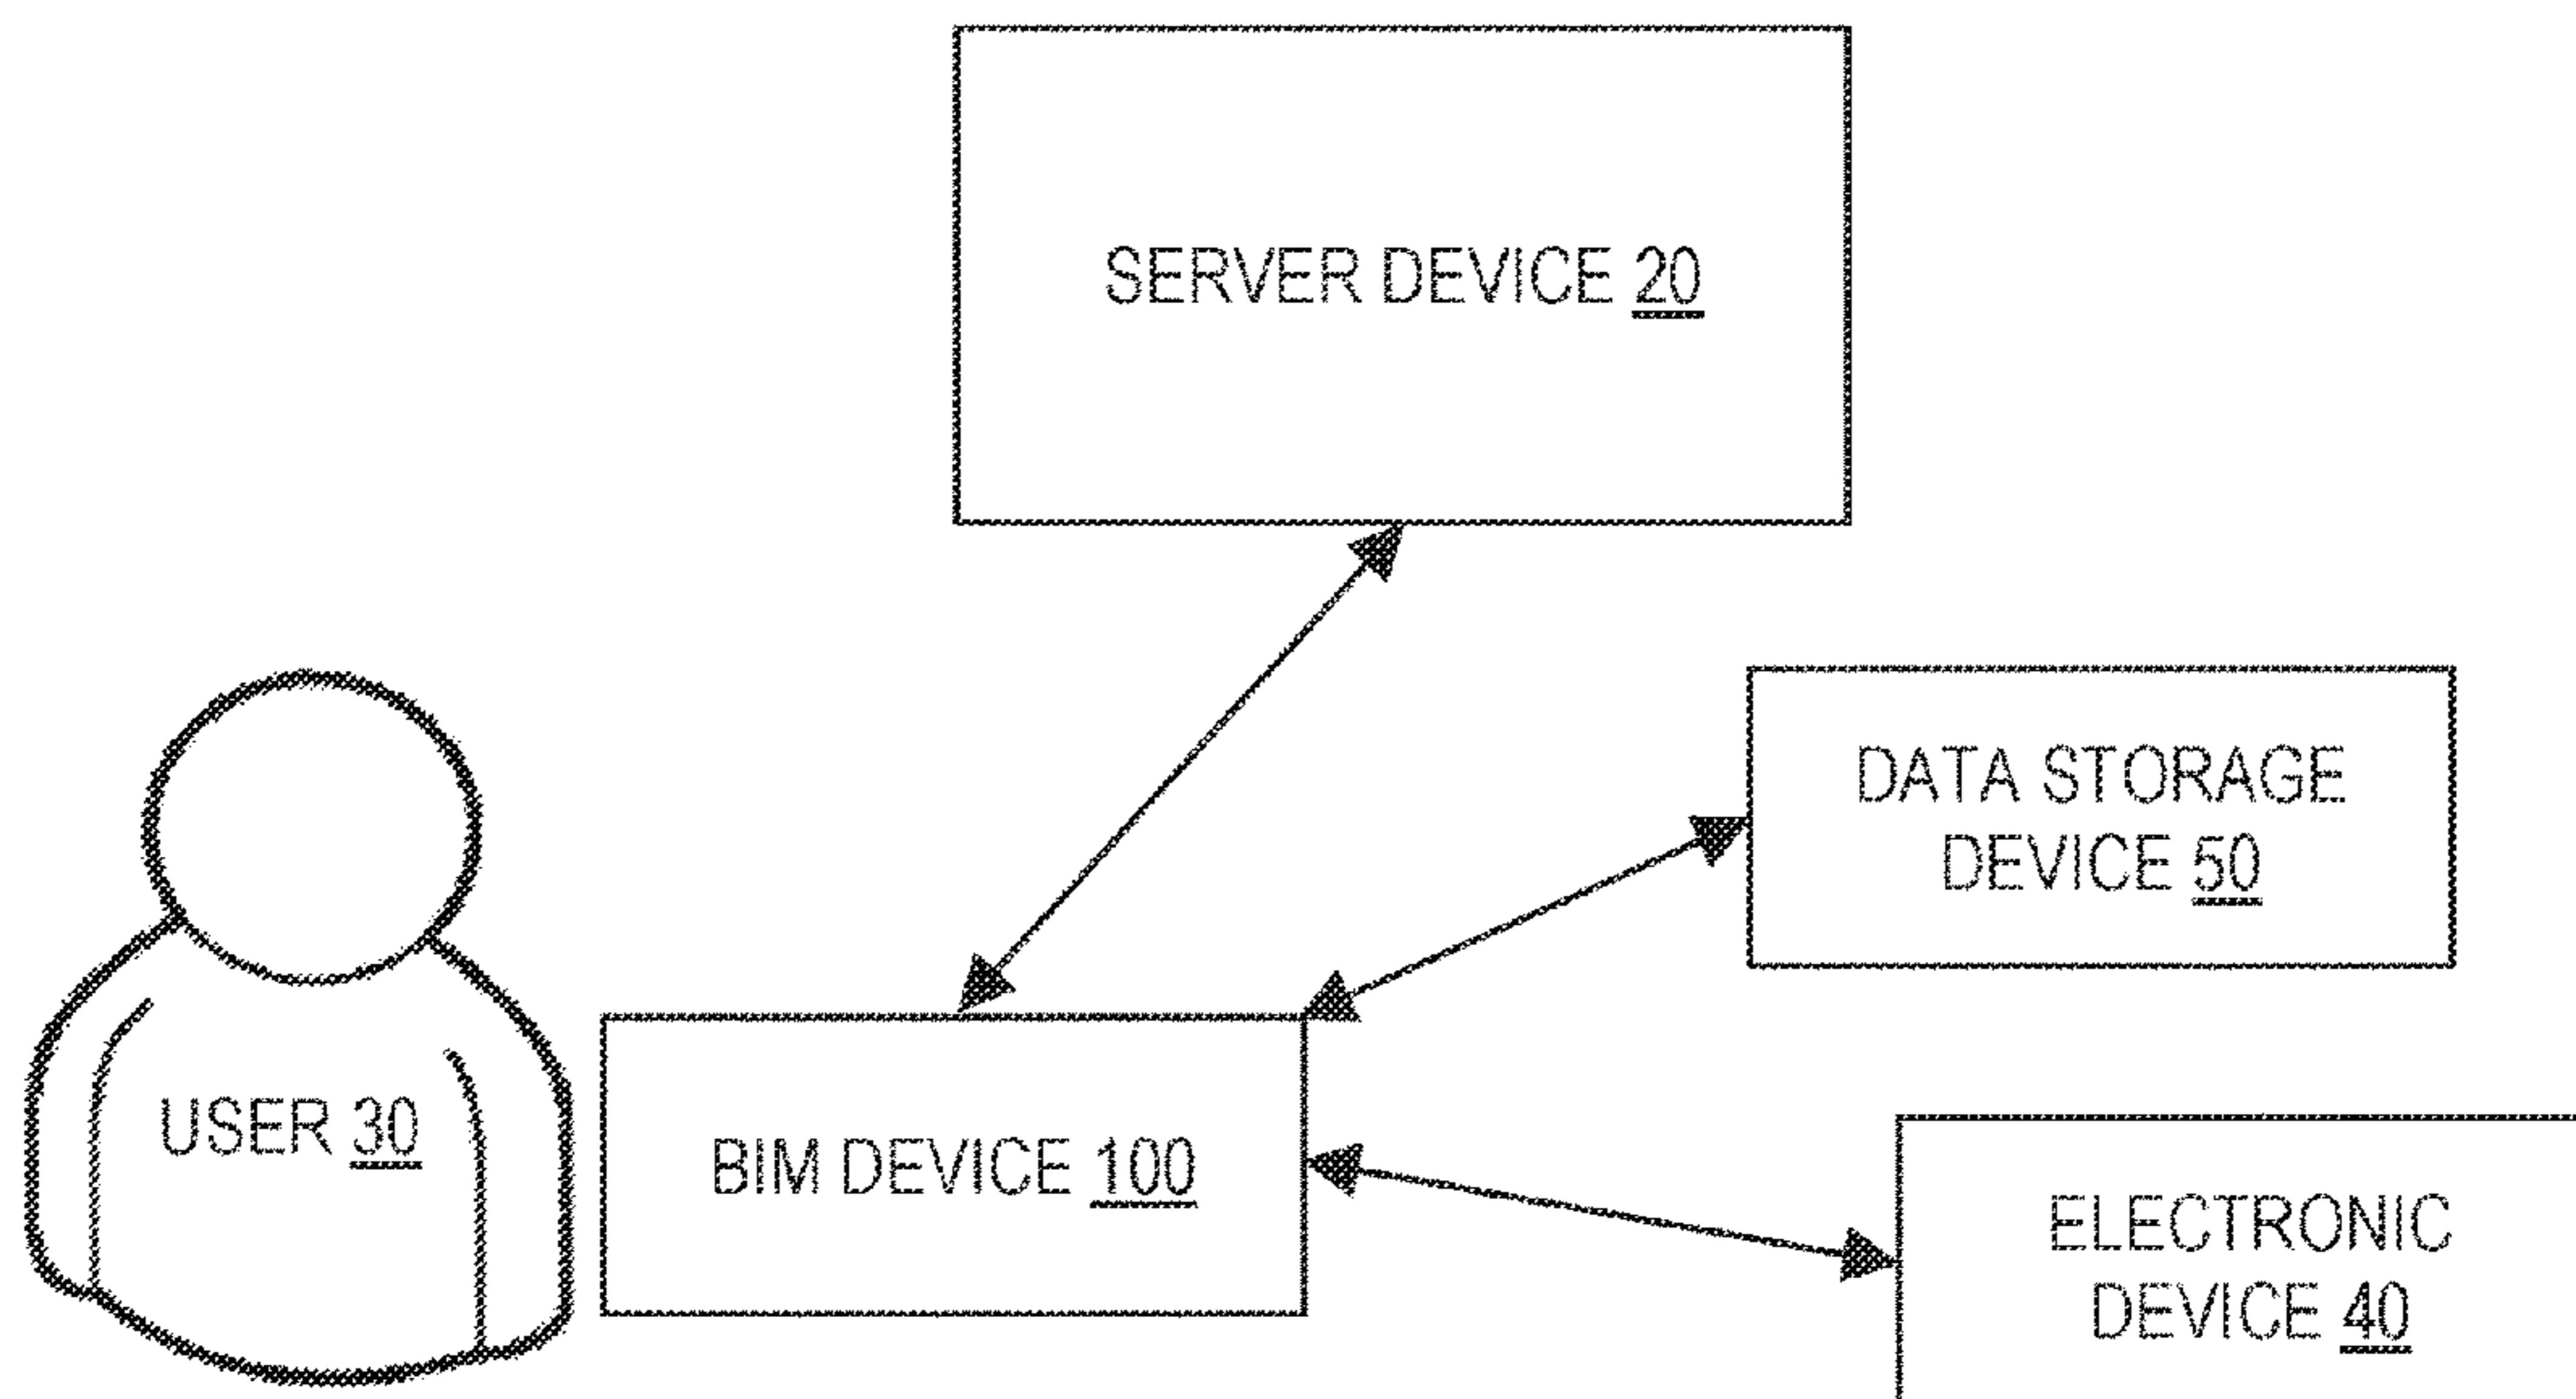 SERVER DEVICE 20
DATA STORAGE
DEVICE 50
USER 30
BIM DEVICE 100
ELECTRONIC
DEVICE 40